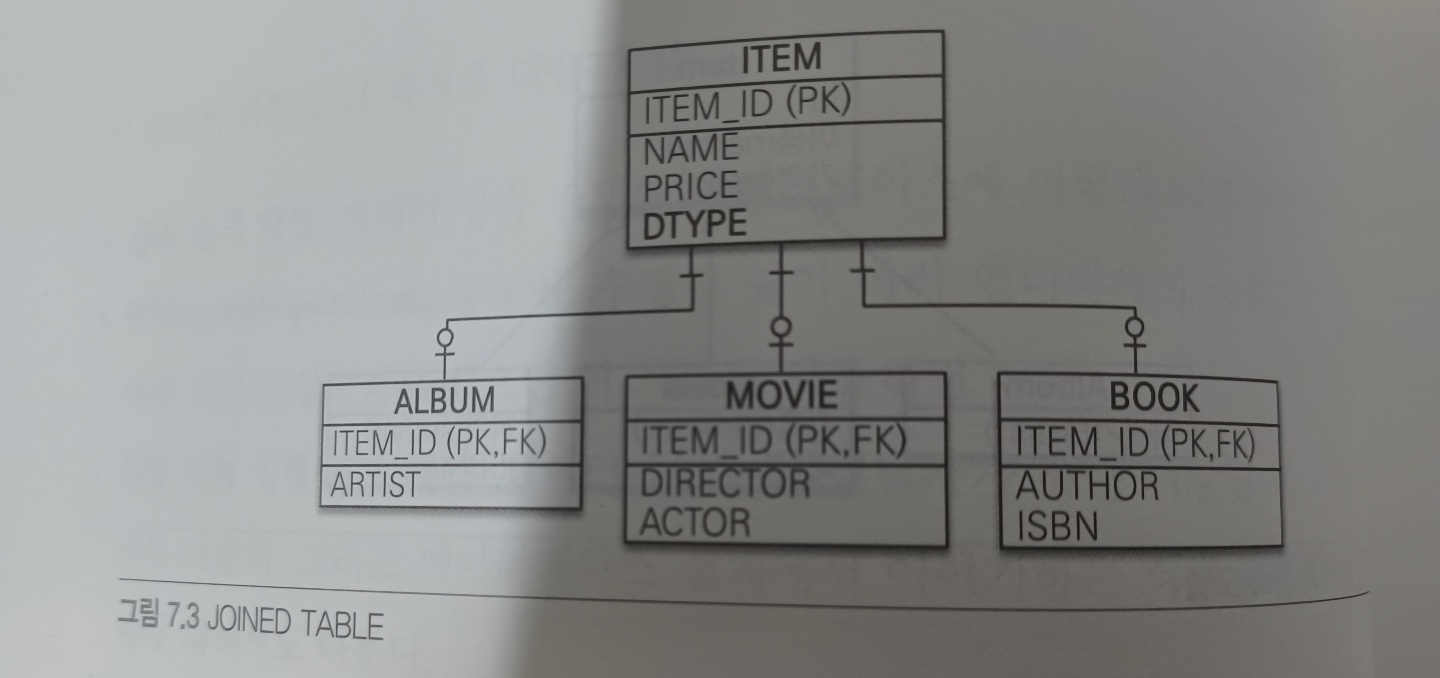 ITEM
ITEM_ID (PK)
NAME
PRICE
DTYPE
ALBUM
ITEM_ID (PK,FK)
ARTIST
MOVIE
ITEM_ID (PK,FK)
DIRECTOR
ACTOR
BOOK
ITEM_ID (PK,FK)
AUTHOR
ISBN
그림 7.3 JOINED TABLE